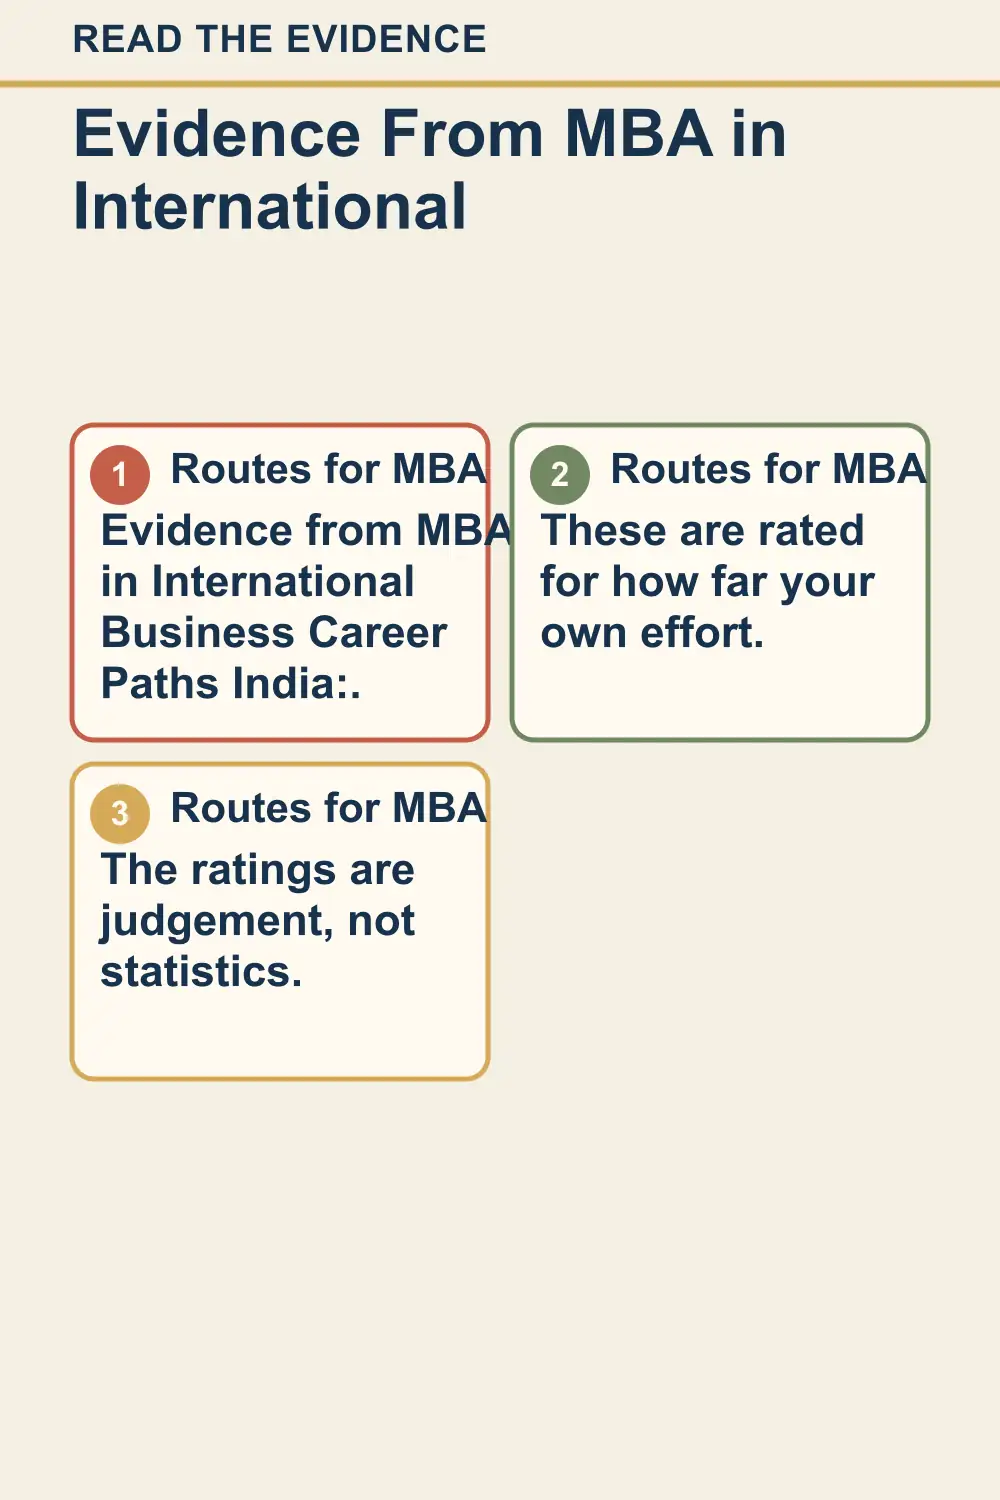 READ THE EVIDENCE
Evidence From MBA in
International
1
Routes for MBA
Evidence from MBA
in International
Business Career
Paths India:.
2
Routes for MBA
These are rated
for how far your
own effort.
3
Routes for MBA
The ratings are
judgement, not
statistics.